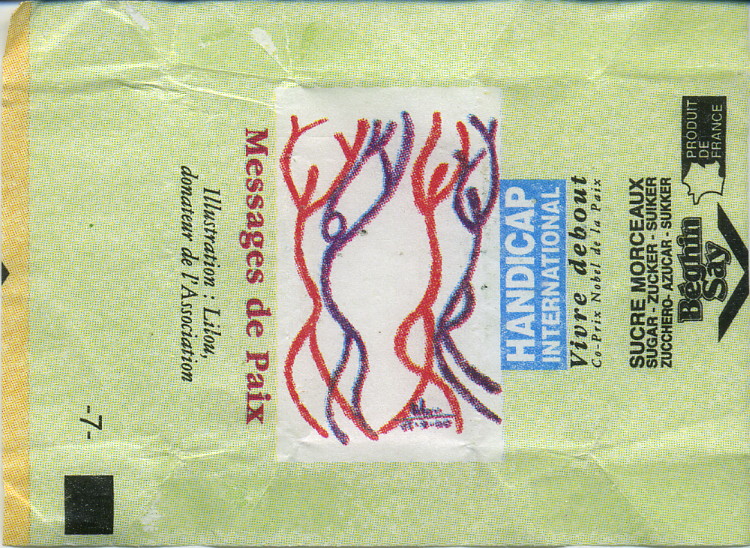 HANDICAP
INTERNATIONAL
Vivre debout
Co-Prix Nobel de la Paix
SUCRE MORCEAUX
SUGAR - ZUCKER - SUIKER
ZUCCHERO - AZUCAR - SUKKER
Béghin
Say
PRODUIT
DE
FRANCE
Messages de Paix
Illustration : Lilou,
donateur de l'Association
-7-